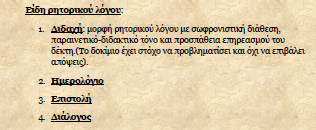 Είδη ρητορικού λόγου:
1. Διδαχή: μορφή ρητορικού λόγου με σωφρονιστική διάθεση,
παραινετικό-διδακτικό τόνο και προσπάθεια επηρεασμού του
δέκτη.(Το δοκίμιο έχει στόχο να προβληματίσει και όχι να επιβάλει
απόψεις).
2. Ημερολόγιο
3. Επιστολή
4. Διάλογος